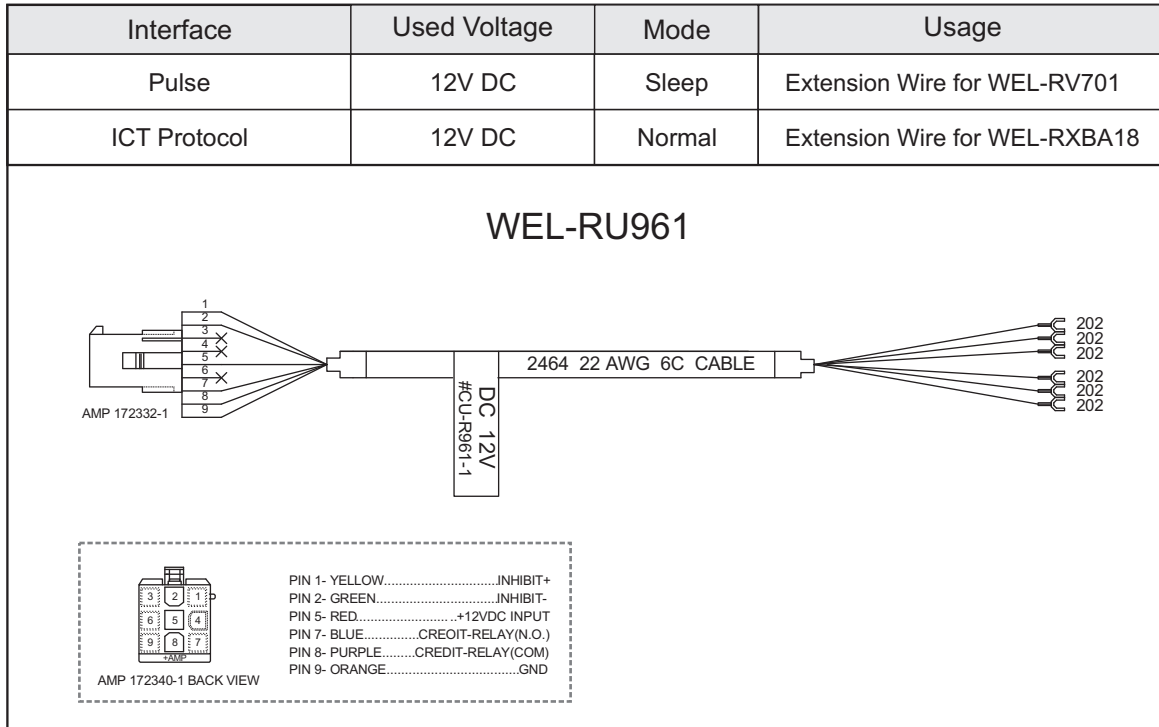 Interface Used Voltage Mode Usage
Pulse 12V DC Sleep Extension Wire for WEL-RV701
ICT Protocol 12V DC Normal Extension Wire for WEL-RXBA18
WEL-RU961
1
2
3
4
5
6
7
8
9
AMP 172332-1
2464 22 AWG 6C CABLE
DC 12V
#CU-R961-1
202
202
202
202
202
202
3 2 1
6 5 4
9 8 7
+AMP
AMP 172340-1 BACK VIEW
PIN 1- YELLOW..............................INHIBIT+
PIN 2- GREEN................................INHIBIT-
PIN 5- RED.......................... ..+12VDC INPUT
PIN 7- BLUE..............CREOIT-RELAY(N.O.)
PIN 8- PURPLE.........CREDIT-RELAY(COM)
PIN 9- ORANGE...................................GND